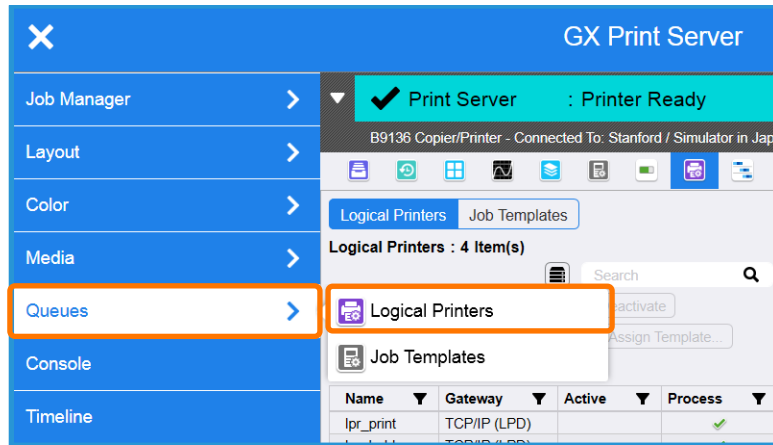 GX Print Server
Job Manager
Layout
Color
Media
Queues
Console
Timeline
Print Server : Printer Ready
B9136 Copier/Printer - Connected To: Stanford / Simulator in Jap
Logical Printers Job Templates
Logical Printers : 4 Item(s)
Search
Logical Printers
Job Templates
eactivate
Assign Template...
Name Gateway Active Process
lpr_print TCP/IP (LPD)